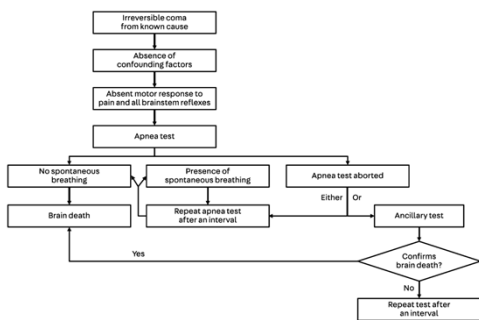 Irreversible coma
from known cause
Absence of
confounding factors
Absent motor response to
pain and all brainstem reflexes
Apnea test
No spontaneous
breathing
Presence of
spontaneous breathing
Apnea test aborted
Either Or
Brain death
Repeat apnea test
after an interval
Ancillary test
Yes
Confirms
brain death?
No
Repeat test after
an interval